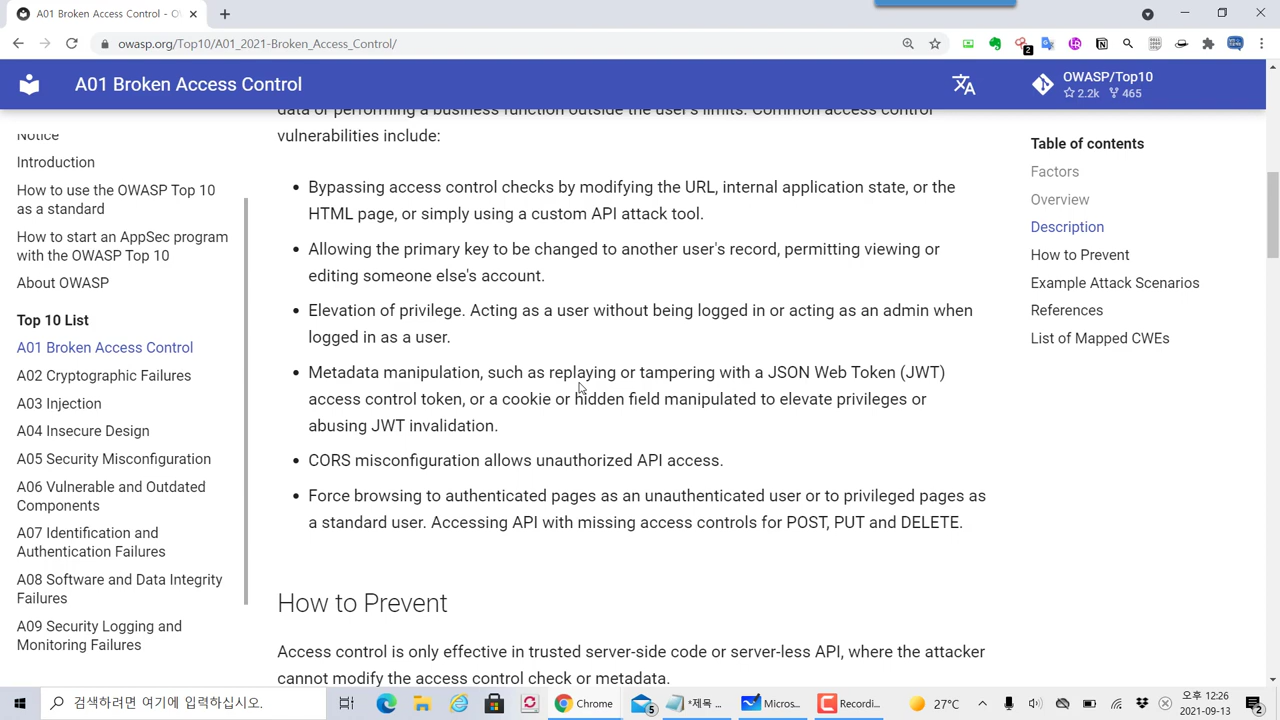 A01 Broken Access Control - O
owasp.org/Top10/A01_2021-Broken_Access_Control/
2
A01 Broken Access Control
OWASP/Top10
2.2k 465
Notice
Introduction
How to use the OWASP Top 10
as a standard
How to start an AppSec program
with the OWASP Top 10
About OWASP
Top 10 List
A01 Broken Access Control
A02 Cryptographic Failures
A03 Injection
A04 Insecure Design
A05 Security Misconfiguration
A06 Vulnerable and Outdated
Components
A07 Identification and
Authentication Failures
A08 Software and Data Integrity
Failures
A09 Security Logging and
Monitoring Failures
data or performing a business function outside the user's limits. Common access control
vulnerabilities include:
Bypassing access control checks by modifying the URL, internal application state, or the
HTML page, or simply using a custom API attack tool.
Allowing the primary key to be changed to another user's record, permitting viewing or
editing someone else's account.
Elevation of privilege. Acting as a user without being logged in or acting as an admin when
logged in as a user.
Metadata manipulation, such as replaying or tampering with a JSON Web Token (JWT)
access control token, or a cookie or hidden field manipulated to elevate privileges or
abusing JWT invalidation.
CORS misconfiguration allows unauthorized API access.
Force browsing to authenticated pages as an unauthenticated user or to privileged pages as
a standard user. Accessing API with missing access controls for POST, PUT and DELETE.
How to Prevent
Access control is only effective in trusted server-side code or server-less API, where the attacker
cannot modify the access control check or metadata.
Table of contents
Factors
Overview
Description
How to Prevent
Example Attack Scenarios
References
List of Mapped CWEs
검색하려면 여기에 입력하십시오.
Chrome
5
*제목 ...
Micros...
Recordi...
27°C
오후 12:26
2021-09-13
2